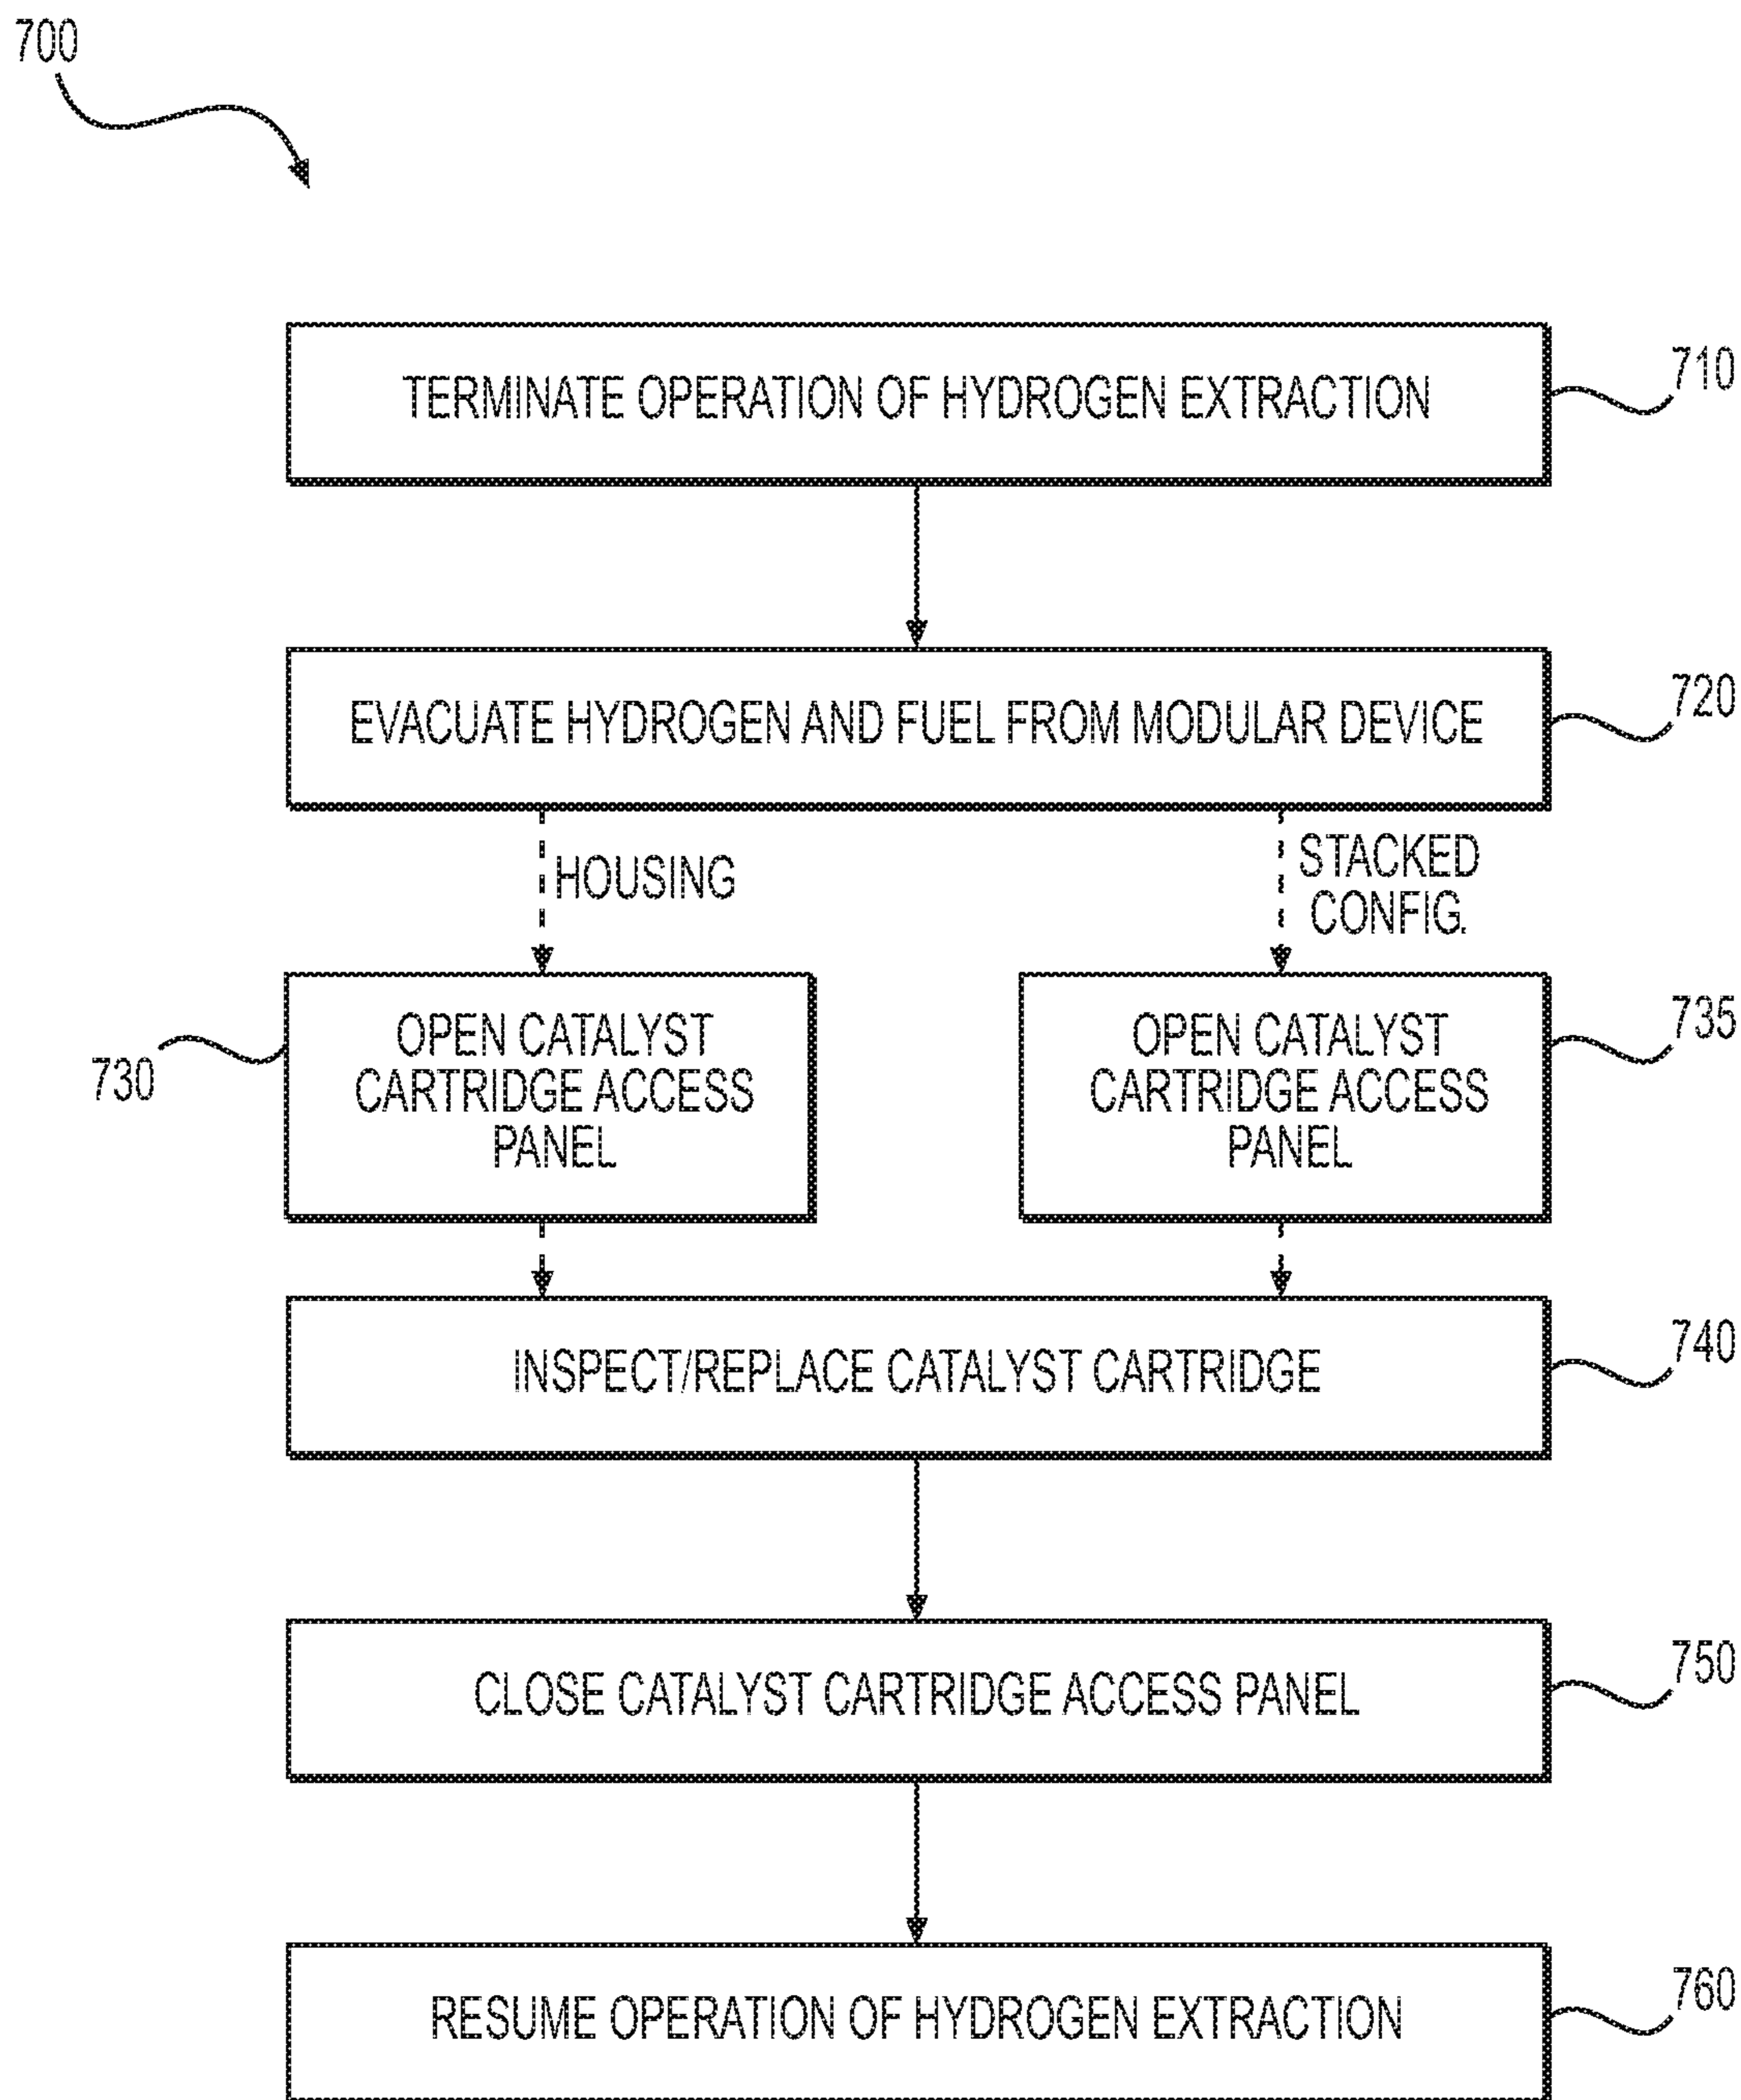 700
TERMINATE OPERATION OF HYDROGEN EXTRACTION
710
EVACUATE HYDROGEN AND FUEL FROM MODULAR DEVICE
720
HOUSING
STACKED
CONFIG.
OPEN CATALYST
CARTRIDGE ACCESS
PANEL
730
OPEN CATALYST
CARTRIDGE ACCESS
PANEL
735
INSPECT/REPLACE CATALYST CARTRIDGE
740
CLOSE CATALYST CARTRIDGE ACCESS PANEL
750
RESUME OPERATION OF HYDROGEN EXTRACTION
760